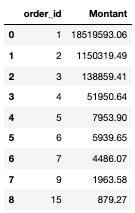 order_id Montant
0 1 18519593.06
1 2 1150319.49
2 3 138859.41
3 4 51950.64
4 5 7953.90
5 6 5939.65
6 7 4486.07
7 9 1963.58
8 15 879.27